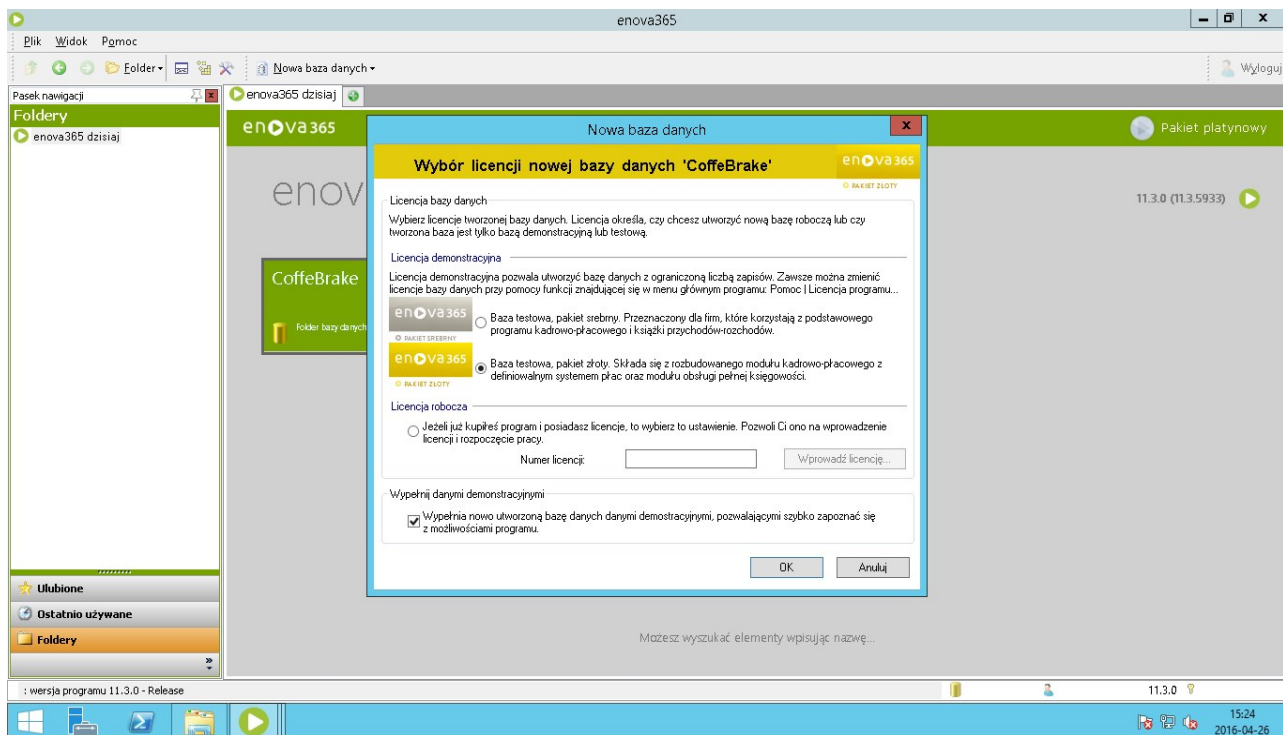 enova365
Plik Widok Pomoc
Folder Nowa baza danych Wyloguj
Pasek nawigacji
enova365 dzisiaj
Foldery
enova365 dzisiaj
enova365
Pakiet platynowy
enov
11.3.0 (11.3.5933)
CoffeBrake
Folder bazy danych
Nowa baza danych
Wybór licencji nowej bazy danych 'CoffeBrake'
enova365
PAKIET ZŁOTY
Licencja bazy danych
Wybierz licencje tworzonej bazy danych. Licencja określa, czy chcesz utworzyć nową bazę roboczą lub czy
tworzona baza jest tylko bazą demonstracyjną lub testową.
Licencja demonstracyjna
Licencja demonstracyjna pozwala utworzyć bazę danych z ograniczoną liczbą zapisów. Zawsze można zmienić
licencje bazy danych przy pomocy funkcji znajdującej się w menu głównym programu: Pomoc | Licencja programu...
enova365
PAKIET SREBRNY
Baza testowa, pakiet srebrny. Przeznaczony dla firm, które korzystają z podstawowego
programu kadrowo-płacowego i książki przychodów-rozchodów.
enova365
PAKIET ZŁOTY
Baza testowa, pakiet złoty. Składa się z rozbudowanego modułu kadrowo-płacowego z
definiowalnym systemem płac oraz modułu obsługi pełnej księgowości.
Licencja robocza
Jeżeli już kupiłeś program i posiadasz licencje, to wybierz to ustawienie. Pozwoli Ci ono na wprowadzenie
licencji i rozpoczęcie pracy.
Numer licencji:
Wprowadź licencję...
Wypełnij danymi demonstracyjnymi
Wypełnia nowo utworzoną bazę danych danymi demostracyjnymi, pozwalającymi szybko zapoznać się
z możliwościami programu.
OK Anuluj
Możesz wyszukać elementy wpisując nazwę...
Ulubione
Ostatnio używane
Foldery
: wersja programu 11.3.0 - Release
11.3.0
15:24
2016-04-26